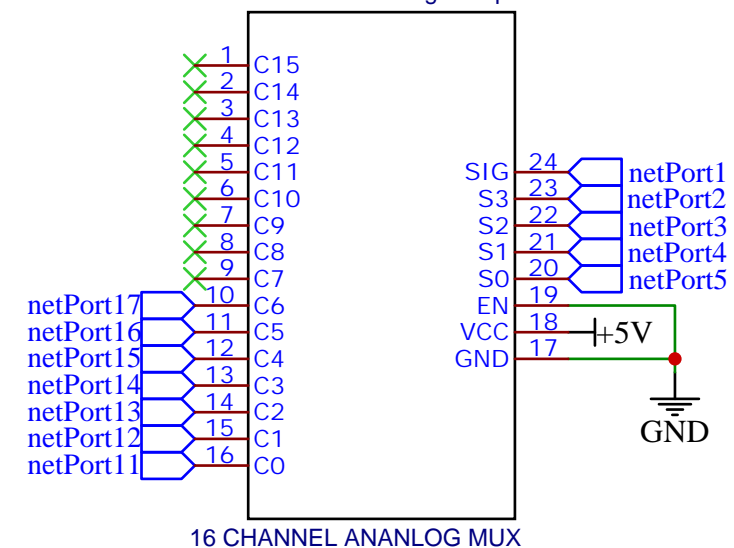 1 C15
2 C14
3 C13
4 C12
5 C11
6 C10
7 C9
8 C8
9 C7
netPort17 10 C6
netPort16 11 C5
netPort15 12 C4
netPort14 13 C3
netPort13 14 C2
netPort12 15 C1
netPort11 16 C0
SIG 24 netPort1
S3 23 netPort2
S2 22 netPort3
S1 21 netPort4
S0 20 netPort5
EN 19
VCC 18 +5V
GND 17
GND
16 CHANNEL ANANLOG MUX